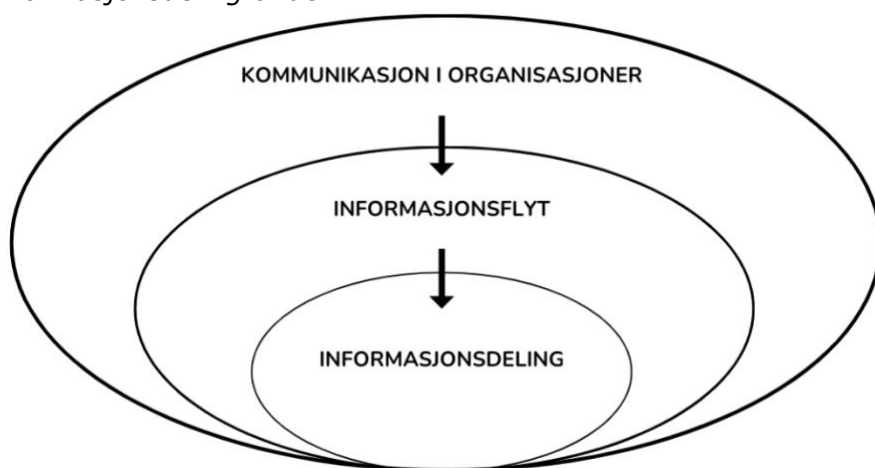 KOMMUNIKASJON I ORGANISASJONER
INFORMASJONSFLYT
INFORMASJONSDELING